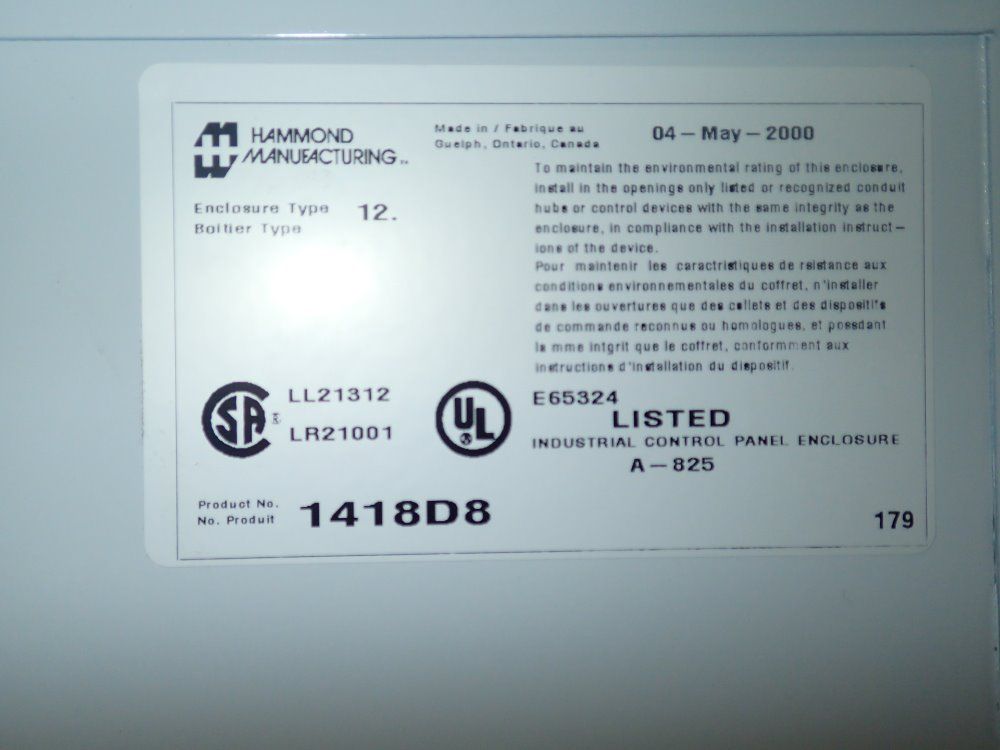 HAMMOND
MANUFACTURING™
Made in / Fabrique au
Guelph, Ontario, Canada
04-May-2000
Enclosure Type 12.
Boitier Type
To maintain the environmental rating of this enclosure,
install in the openings only listed or recognized conduit
hubs or control devices with the same integrity as the
enclosure, in compliance with the installation instruct-
ions of the device.
Pour maintenir les caractristiques de rsistance aux
conditions environnementales du coffret, n'installer
dans les ouvertures que des collets et des dispositifs
de commande reconnus ou homologues, et possdant
la mme intgrit que le coffret, conformment aux
instructions d'installation du dispositif.
SA ®
LL21312
LR21001
UL
E65324
LISTED
INDUSTRIAL CONTROL PANEL ENCLOSURE
A-825
Product No.
No. Produit
1418D8
179